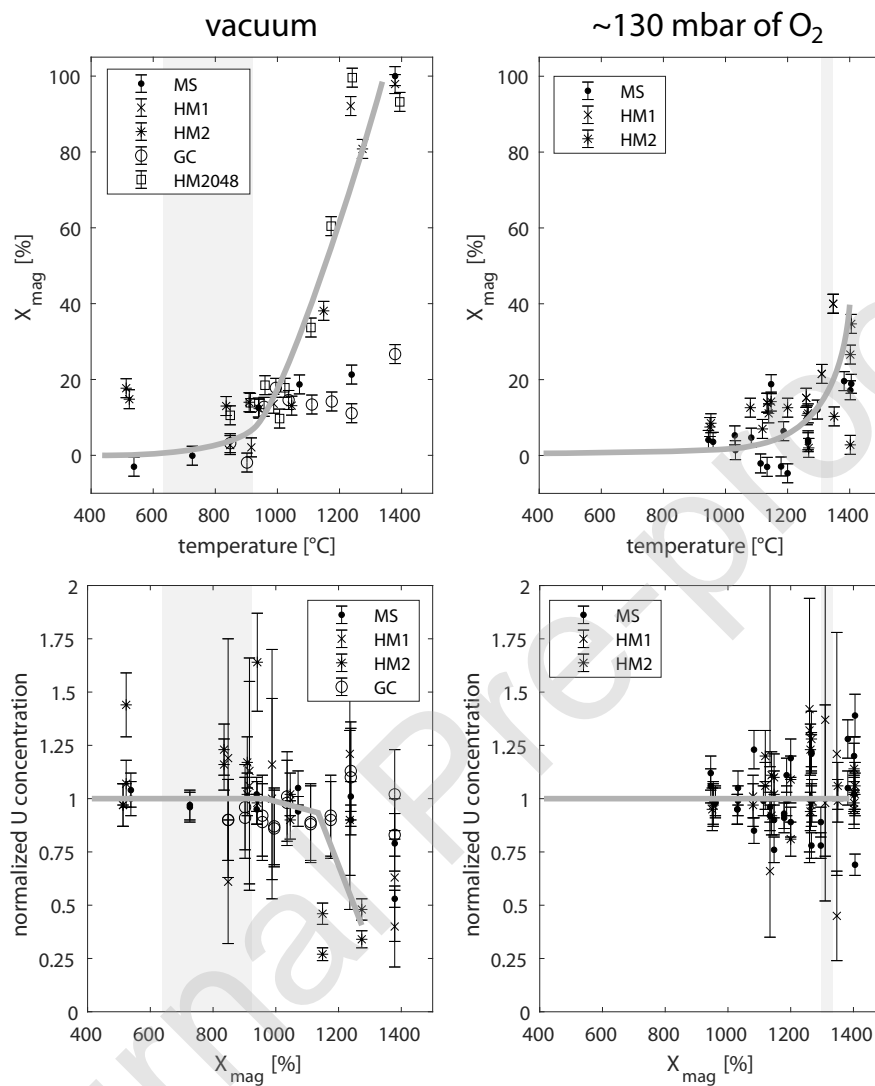 vacuum
~130 mbar of O2
100
80
60
40
20
0
Xmag [%]
MS
HM1
HM2
GC
HM2048
400 600 800 1000 1200 1400
temperature [°C]
100
80
60
40
20
0
Xmag [%]
MS
HM1
HM2
400 600 800 1000 1200 1400
temperature [°C]
2
1.75
1.5
1.25
1
0.75
0.5
0.25
0
normalized U concentration
MS
HM1
HM2
GC
400 600 800 1000 1200 1400
Xmag [%]
2
1.75
1.5
1.25
1
0.75
0.5
0.25
0
normalized U concentration
MS
HM1
HM2
400 600 800 1000 1200 1400
Xmag [%]